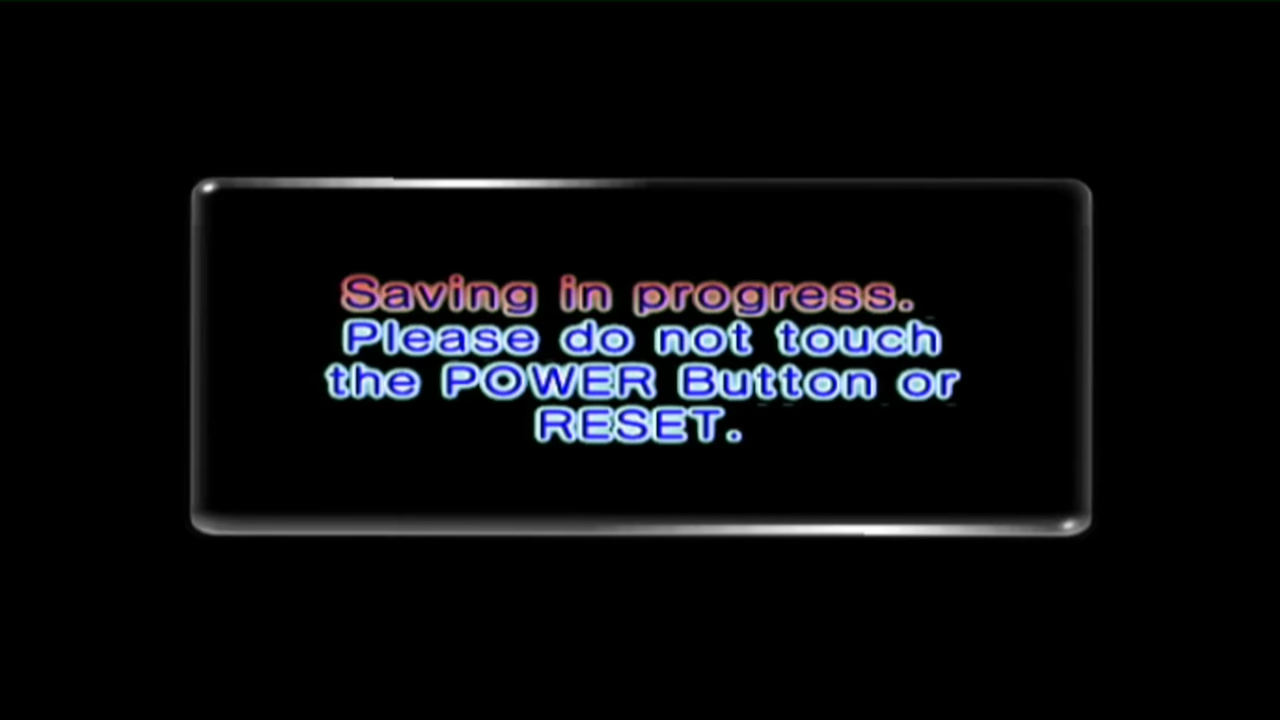 Saving in progress.
Please do not touch
the POWER Button or
RESET.